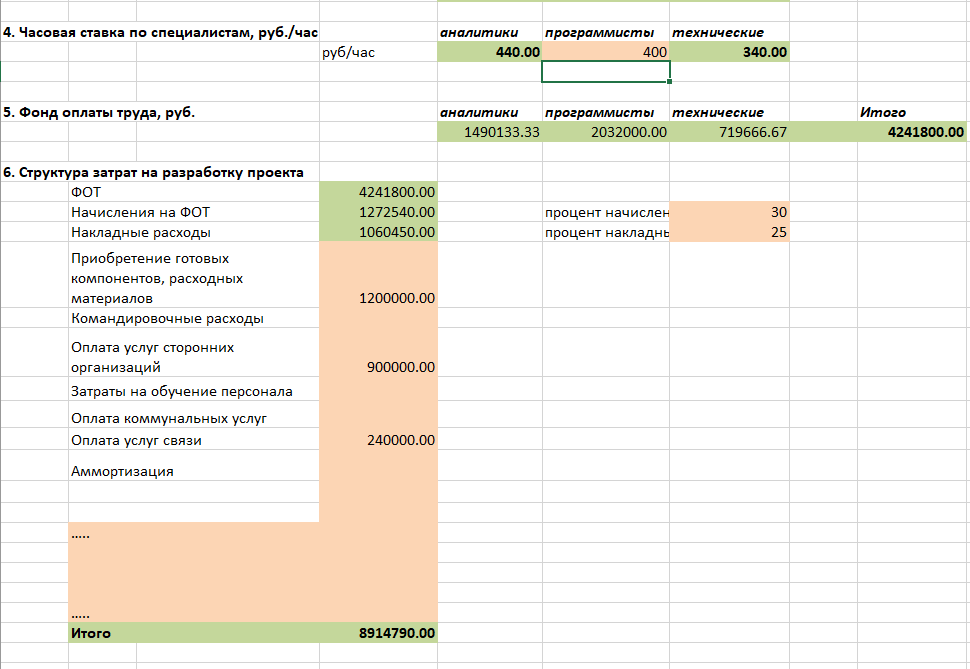 4. Часовая ставка по специалистам, руб./час аналитики программисты технические
руб/час 440.00 400 340.00
5. Фонд оплаты труда, руб. аналитики программисты технические Итого
1490133.33 2032000.00 719666.67 4241800.00
6. Структура затрат на разработку проекта
ФОТ 4241800.00
Начисления на ФОТ 1272540.00 процент начислен 30
Накладные расходы 1060450.00 процент накладнь 25
Приобретение готовых
компонентов, расходных
материалов 1200000.00
Командировочные расходы
Оплата услуг сторонних
организаций 900000.00
Затраты на обучение персонала
Оплата коммунальных услуг
Оплата услуг связи 240000.00
Аммортизация
.....
.....
Итого 8914790.00